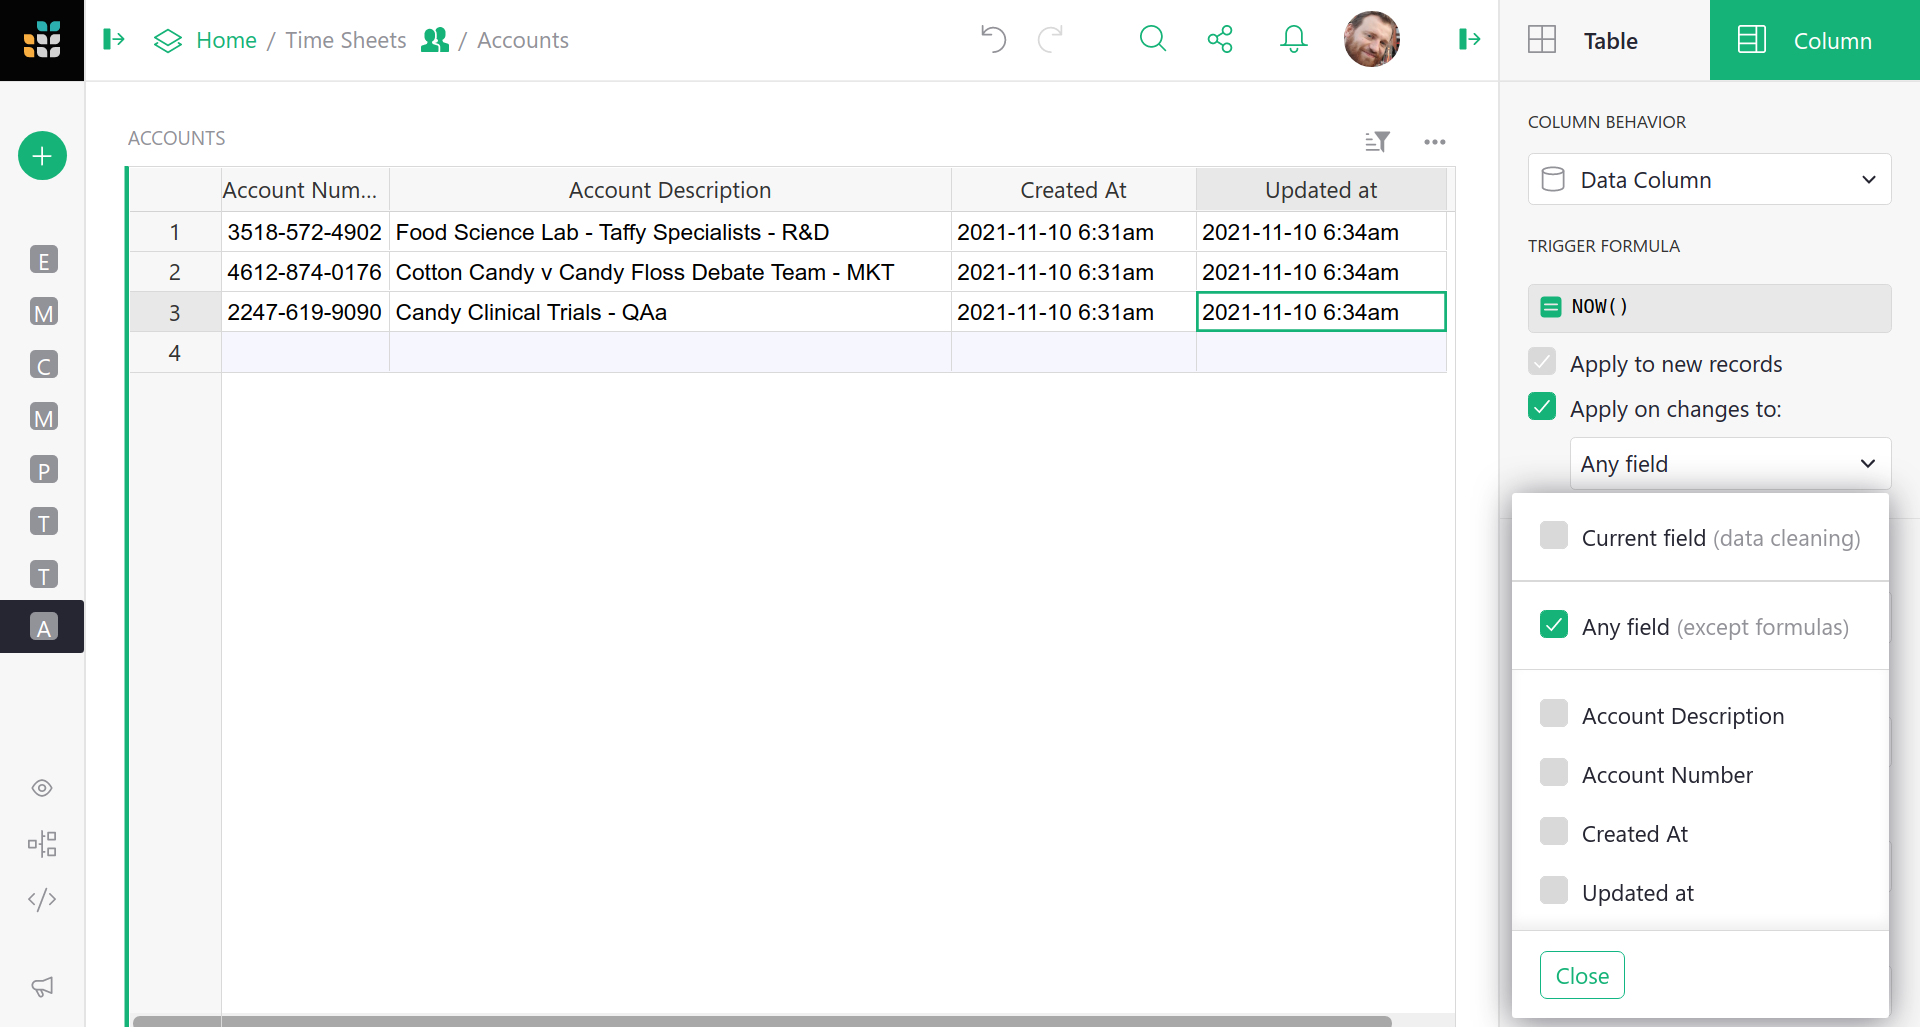 Home / Time Sheets / Accounts
Table
Column
ACCOUNTS
Account Num... Account Description Created At Updated at
1 3518-572-4902 Food Science Lab - Taffy Specialists - R&D 2021-11-10 6:31am 2021-11-10 6:34am
2 4612-874-0176 Cotton Candy v Candy Floss Debate Team - MKT 2021-11-10 6:31am 2021-11-10 6:34am
3 2247-619-9090 Candy Clinical Trials - QAa 2021-11-10 6:31am 2021-11-10 6:34am
4
E
M
C
M
P
T
T
A
COLUMN BEHAVIOR
Data Column
TRIGGER FORMULA
NOW()
Apply to new records
Apply on changes to:
Any field
Current field (data cleaning)
Any field (except formulas)
Account Description
Account Number
Created At
Updated at
Close